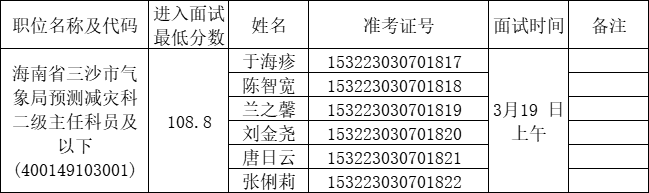 职位名称及代码
进入面试
最低分数
姓名
准考证号
面试时间
备注
海南省三沙市气
象局预测减灾科
二级主任科员及
以下
(400149103001)
108.8
于海疹 153223030701817
陈智宽 153223030701818
兰之馨 153223030701819
刘金尧 153223030701820
唐日云 153223030701821
张俐莉 153223030701822
3月19 日
上午